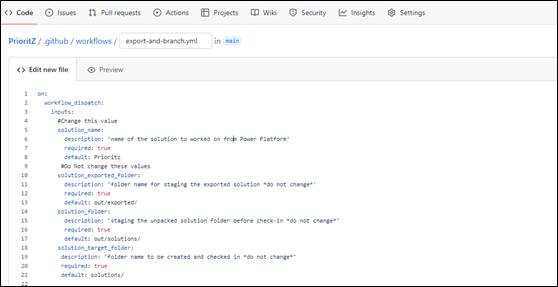 Code Issues Pull requests Actions Projects Wiki Security Insights Settings
PrioritZ / .github / workflows / export-and-branch.yml in main
Edit new file Preview
1 on:
2 workflow_dispatch:
3 inputs:
4 #Change this value
5 solution_name:
6 description: 'name of the solution to worked on from Power Platform'
7 required: true
8 default: Prioritz
9 #Do Not change these values
10 solution_exported_folder:
11 description: 'folder name for staging the exported solution *do not change*'
12 required: true
13 default: out/exported/
14 solution_folder:
15 description: 'staging the unpacked solution folder before check-in *do not change*'
16 required: true
17 default: out/solutions/
18 solution_target_folder:
19 description: 'folder name to be created and checked in *do not change*'
20 required: true
21 default: solutions/
22